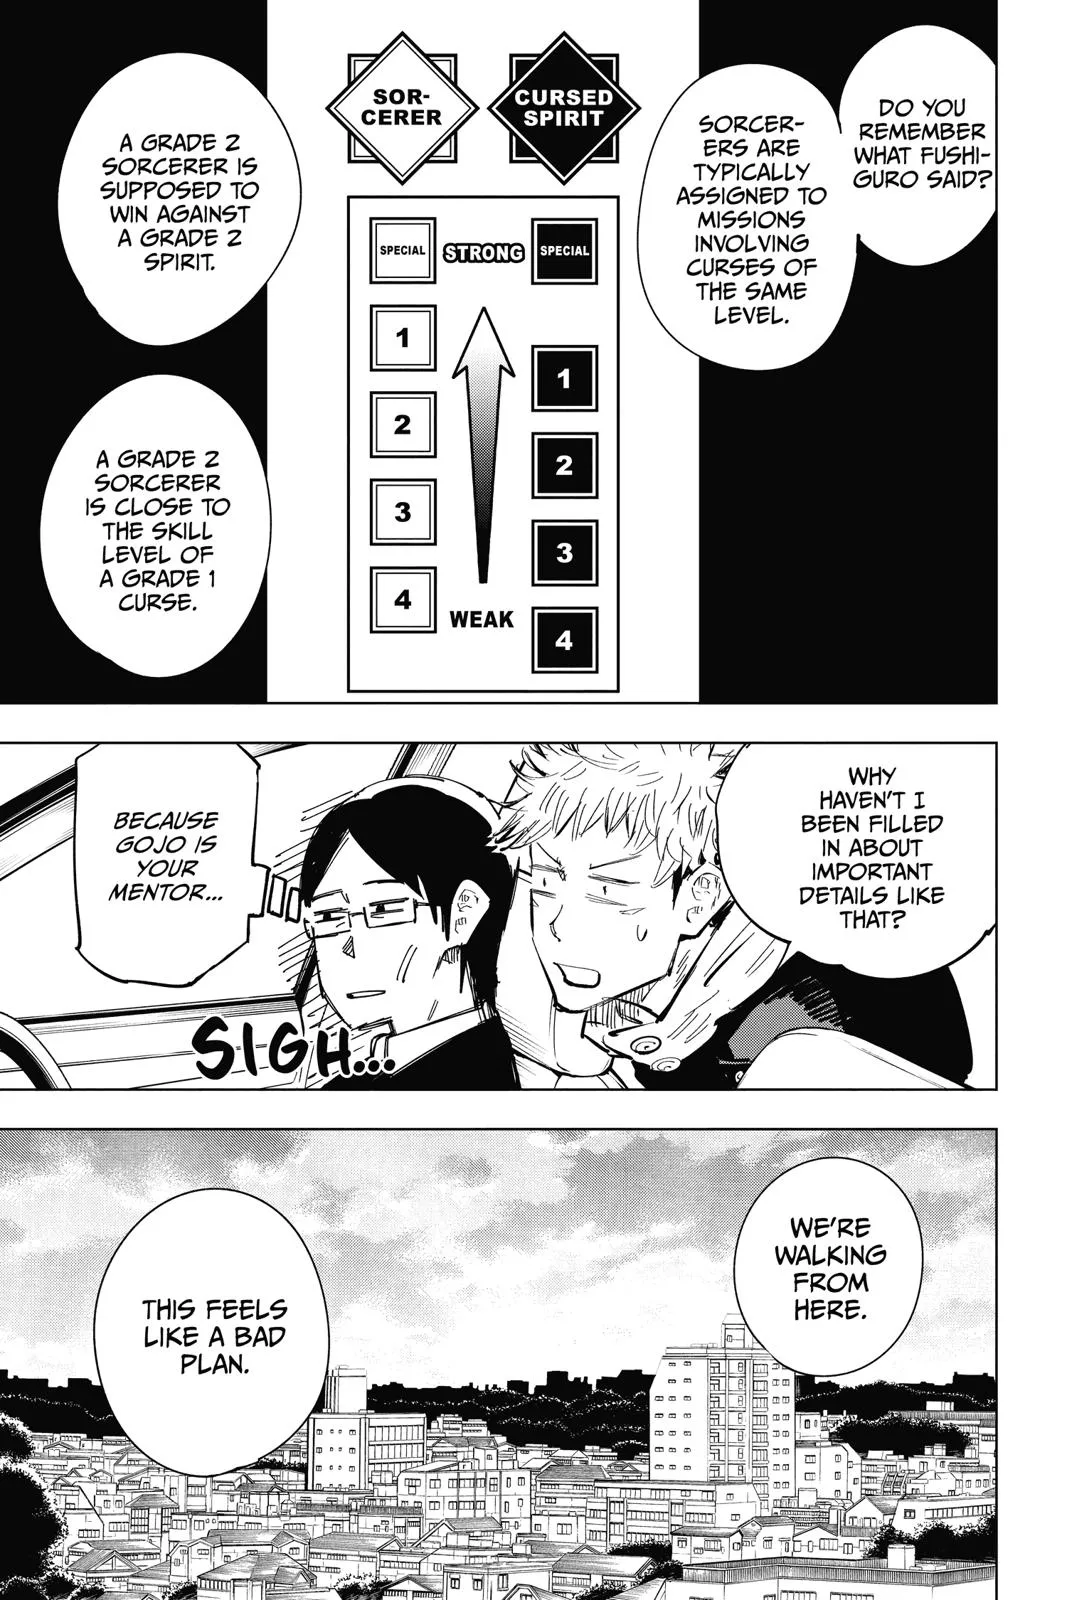 DO YOU
REMEMBER
WHAT FUSHI-
GURO SAID?
SORCER-
ERS ARE
TYPICALLY
ASSIGNED TO
MISSIONS
INVOLVING
CURSES OF
THE SAME
LEVEL.
SOR-
CERER
CURSED
SPIRIT
SPECIAL
STRONG
SPECIAL
1
1
2
2
3
3
4
WEAK
4
A GRADE 2
SORCERER IS
SUPPOSED TO
WIN AGAINST
A GRADE 2
SPIRIT.
A GRADE 2
SORCERER
IS CLOSE TO
THE SKILL
LEVEL OF
A GRADE 1
CURSE.
WHY
HAVEN'T I
BEEN FILLED
IN ABOUT
IMPORTANT
DETAILS LIKE
THAT?
BECAUSE
GOJO IS
YOUR
MENTOR...
SIGH...
WE'RE
WALKING
FROM
HERE.
THIS FEELS
LIKE A BAD
PLAN.